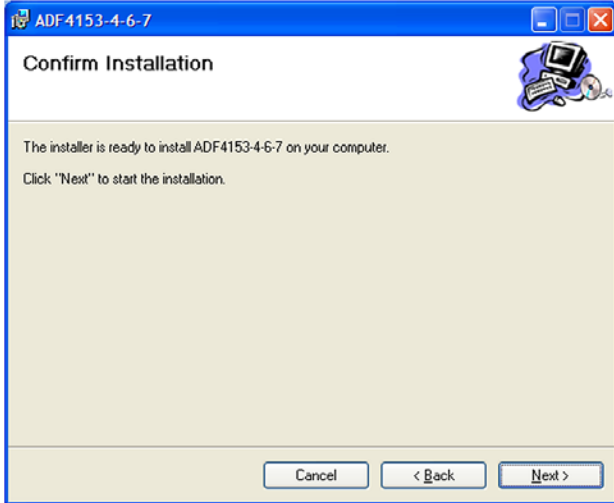 ADF4153-4-6-7
Confirm Installation
The installer is ready to install ADF4153-4-6-7 on your computer.
Click "Next" to start the installation.
Cancel
< Back
Next >